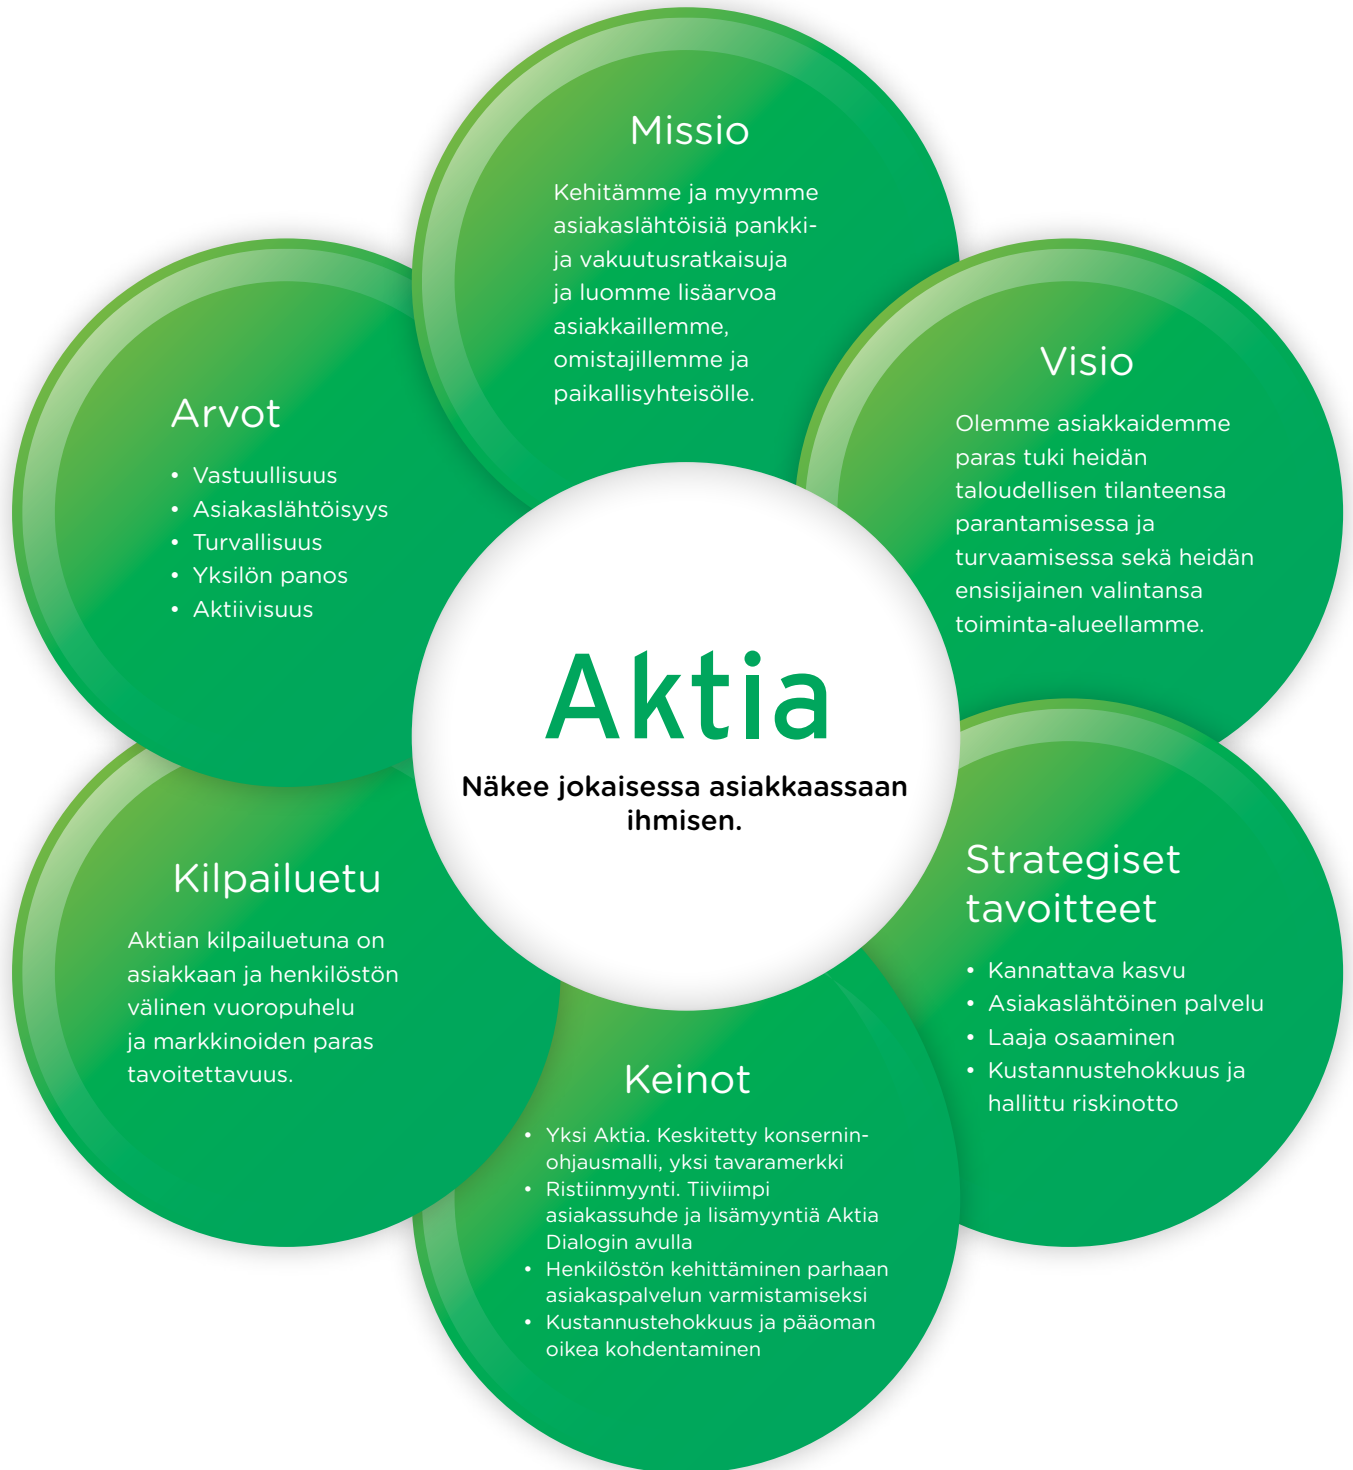 Missio
Kehitämme ja myymme
asiakaslähtöisiä pankki-
ja vakuutusratkaisuja
ja luomme lisäarvoa
asiakkaillemme,
omistajillemme ja
paikallisyhteisölle.
Visio
Olemme asiakkaidemme
paras tuki heidän
taloudellisen tilanteensa
parantamisessa ja
turvaamisessa sekä heidän
ensisijainen valintansa
toiminta-alueellamme.
Arvot
• Vastuullisuus
• Asiakaslähtöisyys
• Turvallisuus
• Yksilön panos
• Aktiivisuus
Aktia
Näkee jokaisessa asiakkaassaan
ihmisen.
Strategiset
tavoitteet
• Kannattava kasvu
• Asiakaslähtöinen palvelu
• Laaja osaaminen
• Kustannustehokkuus ja
hallittu riskinotto
Kilpailuetu
Aktian kilpailuetuna on
asiakkaan ja henkilöstön
välinen vuoropuhelu
ja markkinoiden paras
tavoitettavuus.
Keinot
• Yksi Aktia. Keskitetty konsernin-
ohjausmalli, yksi tavaramerkki
• Ristiinmyynti. Tiiviimpi
asiakassuhde ja lisämyyntiä Aktia
Dialogin avulla
• Henkilöstön kehittäminen parhaan
asiakaspalvelun varmistamiseksi
• Kustannustehokkuus ja pääoman
oikea kohdentaminen